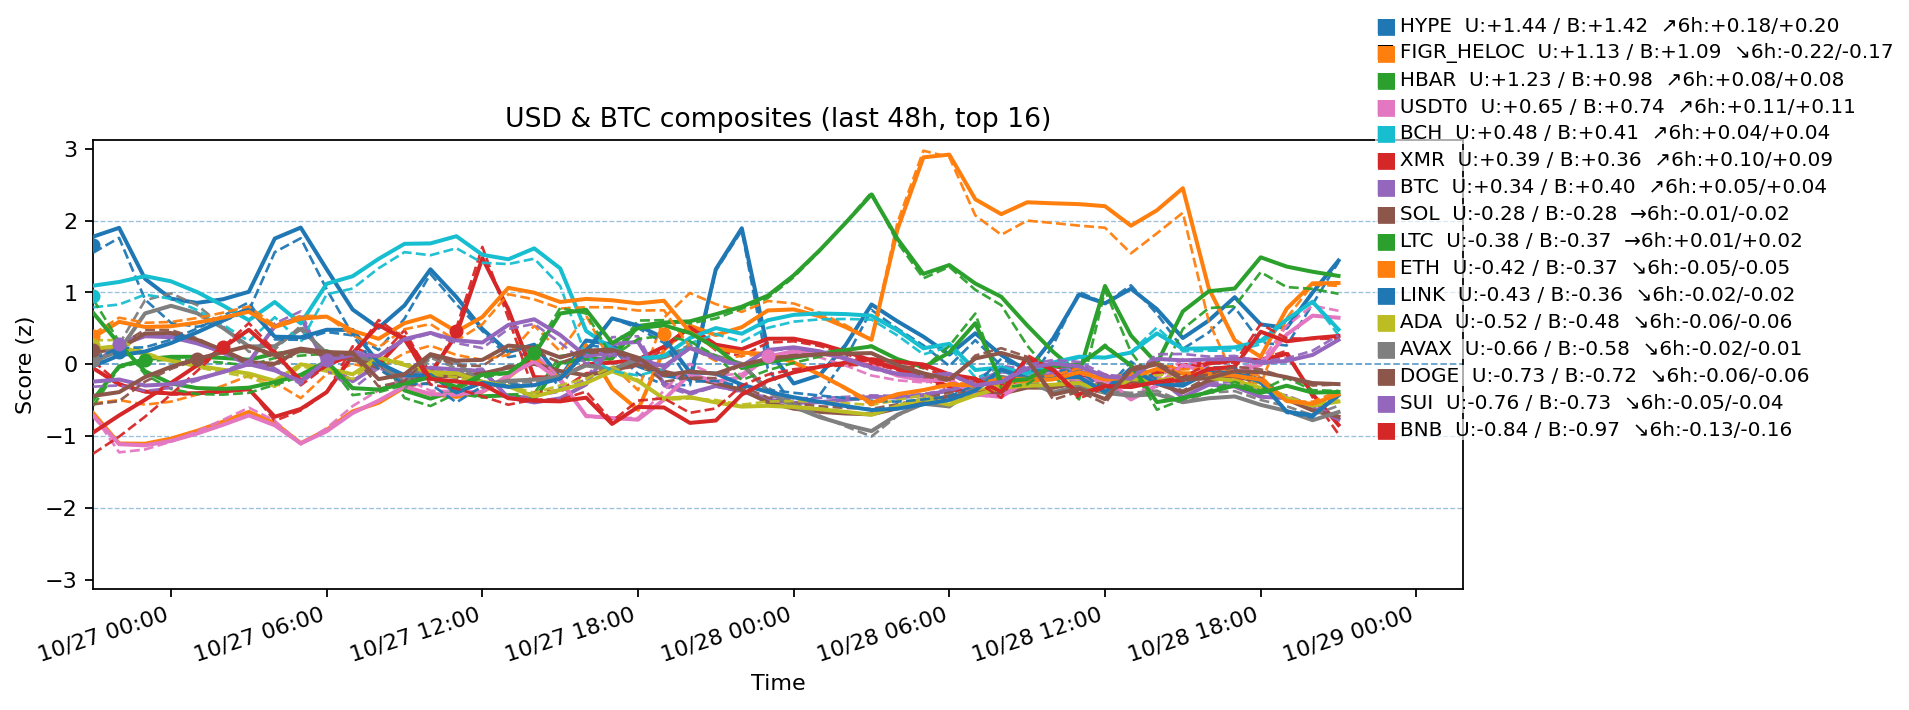 HYPE  U:+1.44 / B:+1.42  ↗6h:+0.18/+0.20
FIGR_HELOC  U:+1.13 / B:+1.09  ↘6h:-0.22/-0.17
HBAR  U:+1.23 / B:+0.98  ↗6h:+0.08/+0.08
USDT0  U:+0.65 / B:+0.74  ↗6h:+0.11/+0.11
BCH  U:+0.48 / B:+0.41  ↗6h:+0.04/+0.04
XMR  U:+0.39 / B:+0.36  ↗6h:+0.10/+0.09
BTC  U:+0.34 / B:+0.40  ↗6h:+0.05/+0.04
SOL  U:-0.28 / B:-0.28  →6h:-0.01/-0.02
LTC  U:-0.38 / B:-0.37  →6h:+0.01/+0.02
ETH  U:-0.42 / B:-0.37  ↘6h:-0.05/-0.05
LINK  U:-0.43 / B:-0.36  ↘6h:-0.02/-0.02
ADA  U:-0.52 / B:-0.48  ↘6h:-0.06/-0.06
AVAX  U:-0.66 / B:-0.58  ↘6h:-0.02/-0.01
DOGE  U:-0.73 / B:-0.72  ↘6h:-0.06/-0.06
SUI  U:-0.76 / B:-0.73  ↘6h:-0.05/-0.04
BNB  U:-0.84 / B:-0.97  ↘6h:-0.13/-0.16
USD & BTC composites (last 48h, top 16)
Score (z)
3
2
1
0
−1
−2
−3
10/27 00:00
10/27 06:00
10/27 12:00
10/27 18:00
10/28 00:00
10/28 06:00
10/28 12:00
10/28 18:00
10/29 00:00
Time